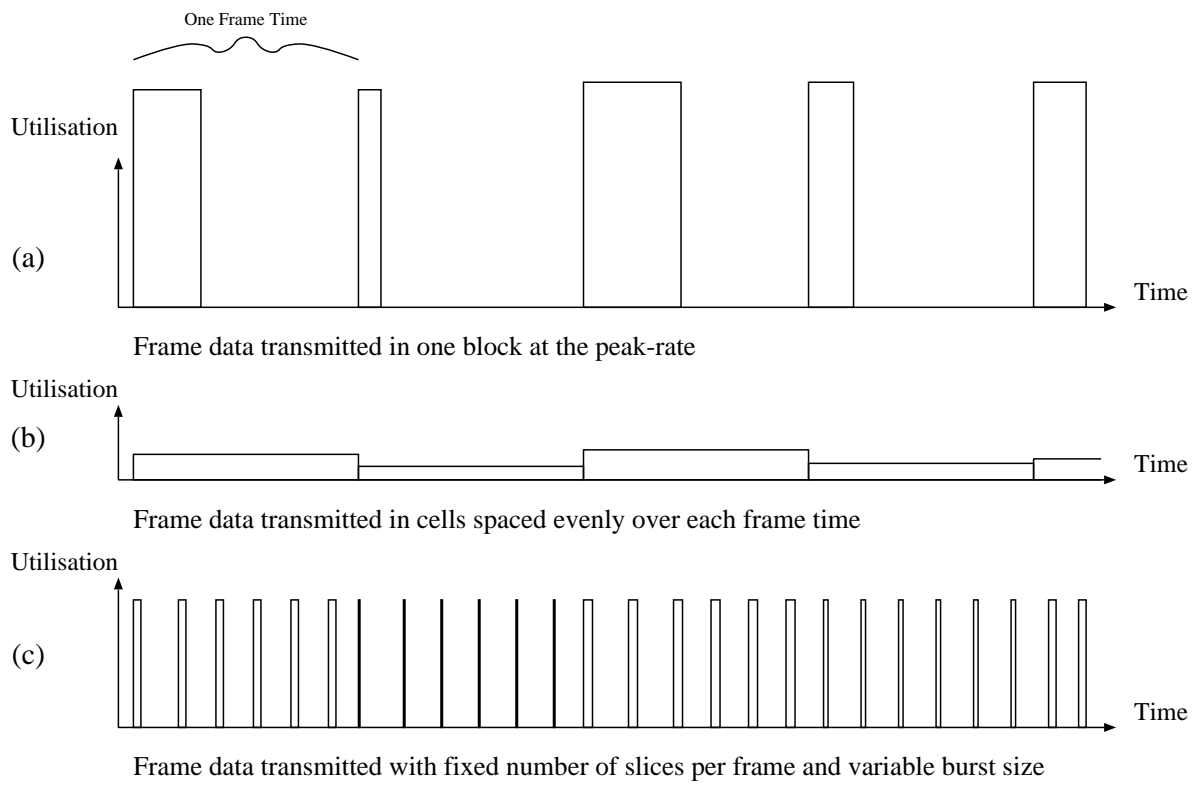 One Frame Time
Utilisation
(a)
Time
Frame data transmitted in one block at the peak-rate
Utilisation
(b)
Time
Frame data transmitted in cells spaced evenly over each frame time
Utilisation
(c)
Time
Frame data transmitted with fixed number of slices per frame and variable burst size